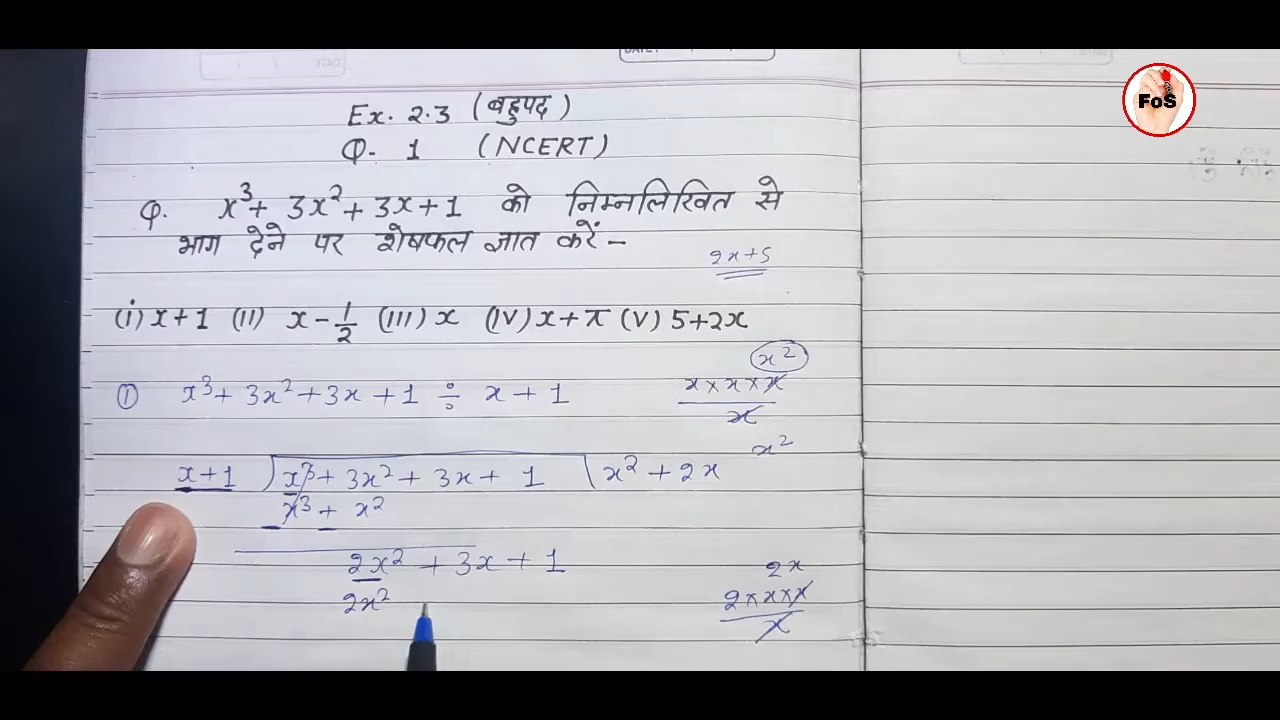 FoS
Ex. 2.3 (बहुपद)
Q. 1 (NCERT)
Q. x³ + 3x² + 3x + 1 को निम्नलिखित से
भाग देने पर शेषफल ज्ञात करें –
2x+5
(i) x+1 (II) x - 1/2 (III) x (IV) x + π (V) 5+2x
x²
① x³ + 3x² + 3x + 1 ÷ x + 1
x × x × x
x
x²
x+1 ) x³ + 3x² + 3x + 1 ( x² + 2x
x³ + x²
2x² + 3x + 1
2x
2x²
2 × x × x
x